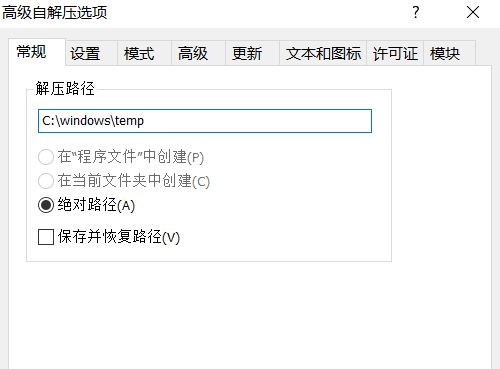 高级自解压选项 ?
常规 设置 模式 高级 更新 文本和图标 许可证 模块
解压路径
C:\windows\temp
在“程序文件”中创建(P)
在当前文件夹中创建(C)
绝对路径(A)
保存并恢复路径(V)